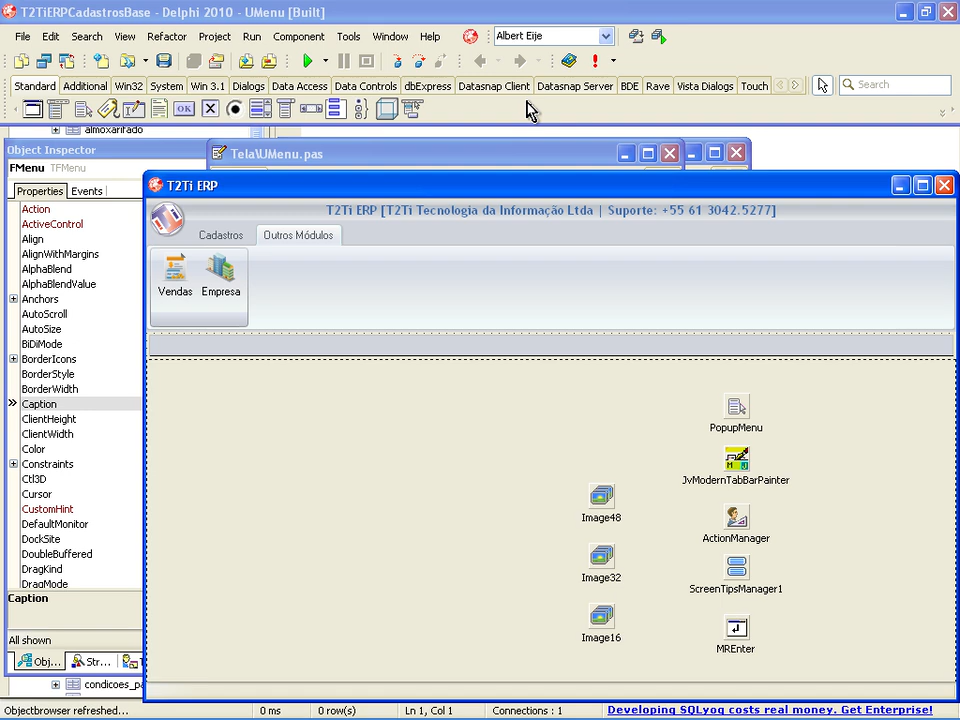 T2TiERPCadastrosBase - Delphi 2010 - UMenu [Built]
File Edit Search View Refactor Project Run Component Tools Window Help
Albert Eije
Standard Additional Win32 System Win 3.1 Dialogs Data Access Data Controls dbExpress Datasnap Client Datasnap Server BDE Rave Vista Dialogs Touch
Search
OK
almoxarifado
Object Inspector
FMenu TFMenu
Properties Events
Action
ActiveControl
Align
AlignWithMargins
AlphaBlend
AlphaBlendValue
Anchors
AutoScroll
AutoSize
BiDiMode
BorderIcons
BorderStyle
BorderWidth
Caption
ClientHeight
ClientWidth
Color
Constraints
Ctl3D
Cursor
CustomHint
DefaultMonitor
DockSite
DoubleBuffered
DragKind
DragMode
Caption
All shown
Obj... Str...
Tela\UMenu.pas
T2Ti ERP
T2Ti ERP [T2Ti Tecnologia da Informação Ltda | Suporte: +55 61 3042.5277]
Cadastros Outros Módulos
Vendas Empresa
PopupMenu
JvModernTabBarPainter
Image48
ActionManager
Image32
ScreenTipsManager1
Image16
MREnter
condicoes_pa
Objectbrowser refreshed... 0 ms 0 row(s) Ln 1, Col 1 Connections : 1 Developing SQLyog costs real money. Get Enterprise!